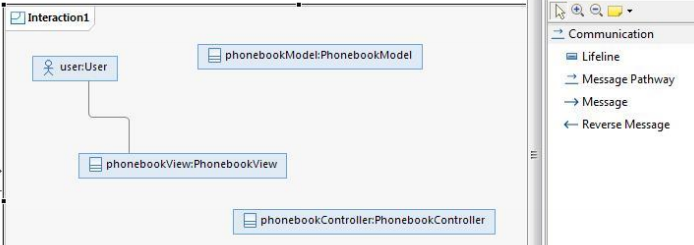 Interaction1
user:User
phonebookModel:PhonebookModel
phonebookView:PhonebookView
phonebookController:PhonebookController
Communication
Lifeline
Message Pathway
Message
Reverse Message